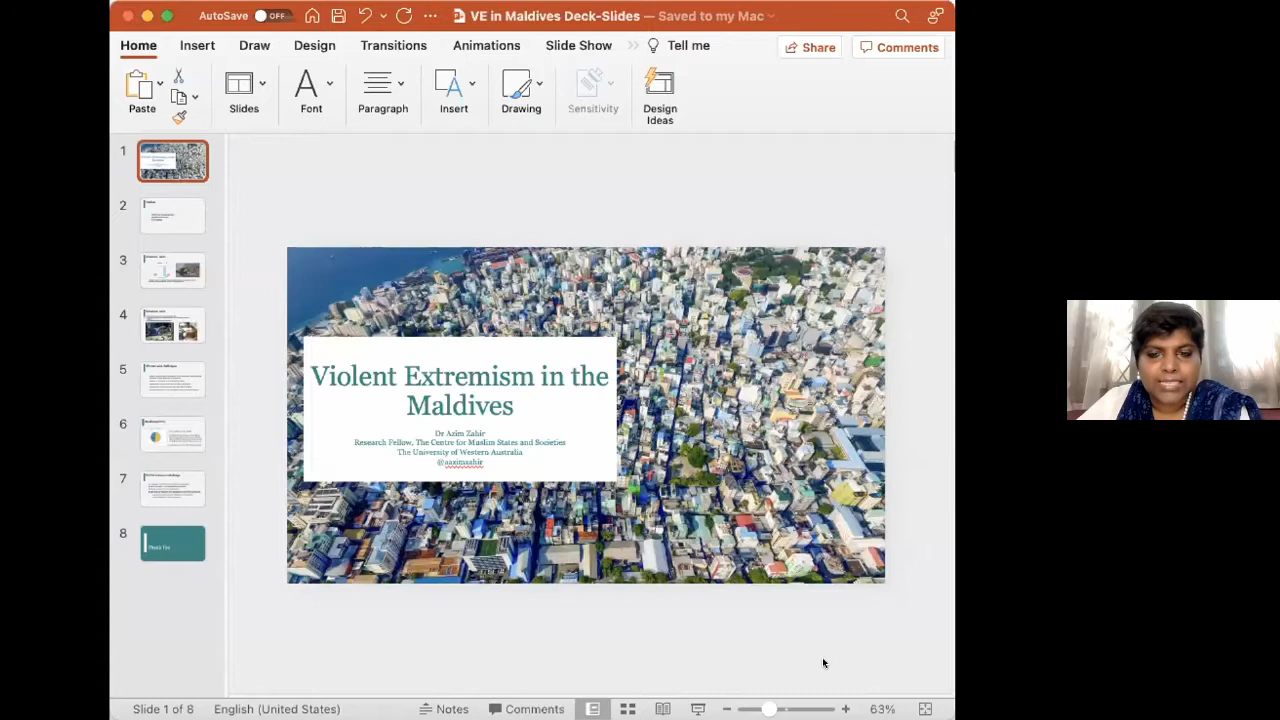 AutoSave OFF VE in Maldives Deck-Slides — Saved to my Mac
Home Insert Draw Design Transitions Animations Slide Show Tell me Share Comments
Paste Slides Font Paragraph Insert Drawing Sensitivity Design
Ideas
1
2
3
4
5
6
7
8
Thank You
Violent Extremism in the
Maldives
Dr Azim Zahir
Research Fellow, The Centre for Muslim States and Societies
The University of Western Australia
@aazimzahir
Slide 1 of 8 English (United States) Notes Comments 63%